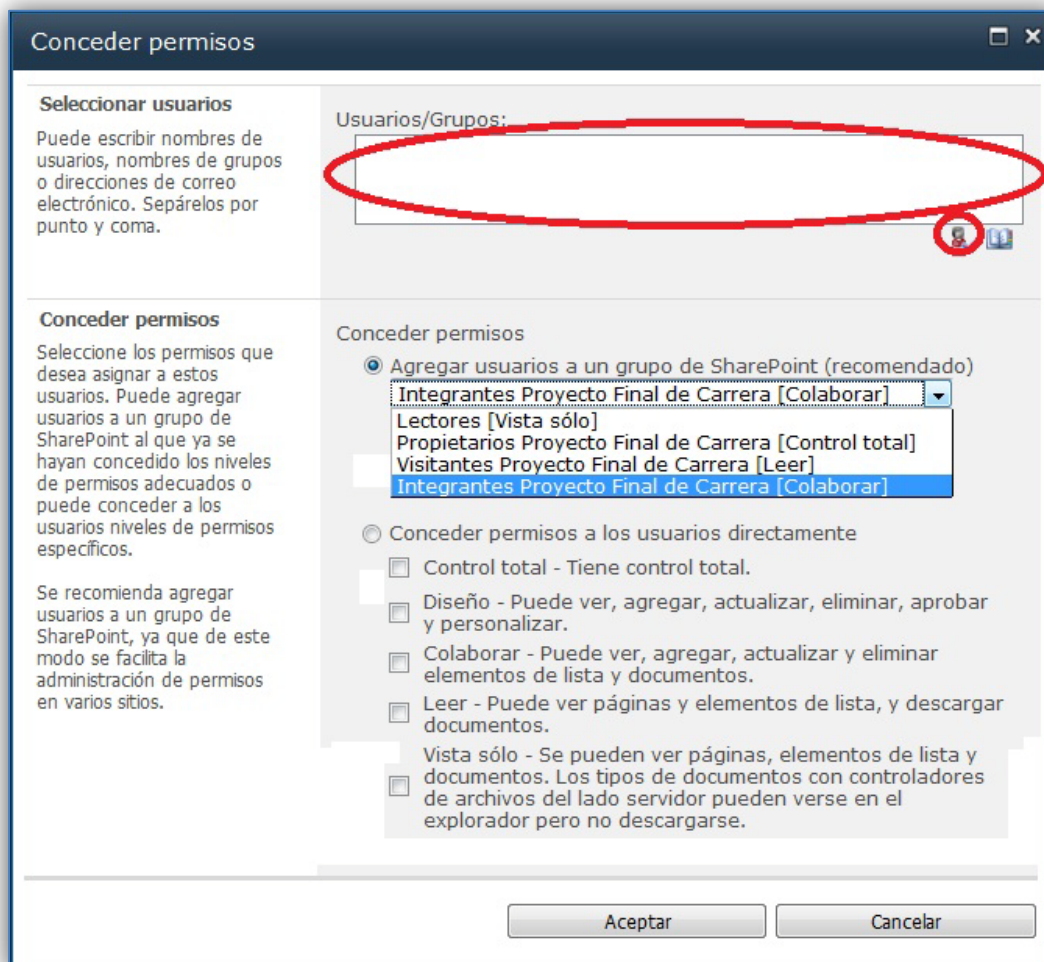 Conceder permisos
Seleccionar usuarios
Puede escribir nombres de
usuarios, nombres de grupos
o direcciones de correo
electrónico. Sepárelos por
punto y coma.
Usuarios/Grupos:
Conceder permisos
Seleccione los permisos que
desea asignar a estos
usuarios. Puede agregar
usuarios a un grupo de
SharePoint al que ya se
hayan concedido los niveles
de permisos adecuados o
puede conceder a los
usuarios niveles de permisos
específicos.
Se recomienda agregar
usuarios a un grupo de
SharePoint, ya que de este
modo se facilita la
administración de permisos
en varios sitios.
Conceder permisos
Agregar usuarios a un grupo de SharePoint (recomendado)
Integrantes Proyecto Final de Carrera [Colaborar]
Lectores [Vista sólo]
Propietarios Proyecto Final de Carrera [Control total]
Visitantes Proyecto Final de Carrera [Leer]
Integrantes Proyecto Final de Carrera [Colaborar]
Conceder permisos a los usuarios directamente
Control total - Tiene control total.
Diseño - Puede ver, agregar, actualizar, eliminar, aprobar
y personalizar.
Colaborar - Puede ver, agregar, actualizar y eliminar
elementos de lista y documentos.
Leer - Puede ver páginas y elementos de lista, y descargar
documentos.
Vista sólo - Se pueden ver páginas, elementos de lista y
documentos. Los tipos de documentos con controladores
de archivos del lado servidor pueden verse en el
explorador pero no descargarse.
Aceptar
Cancelar